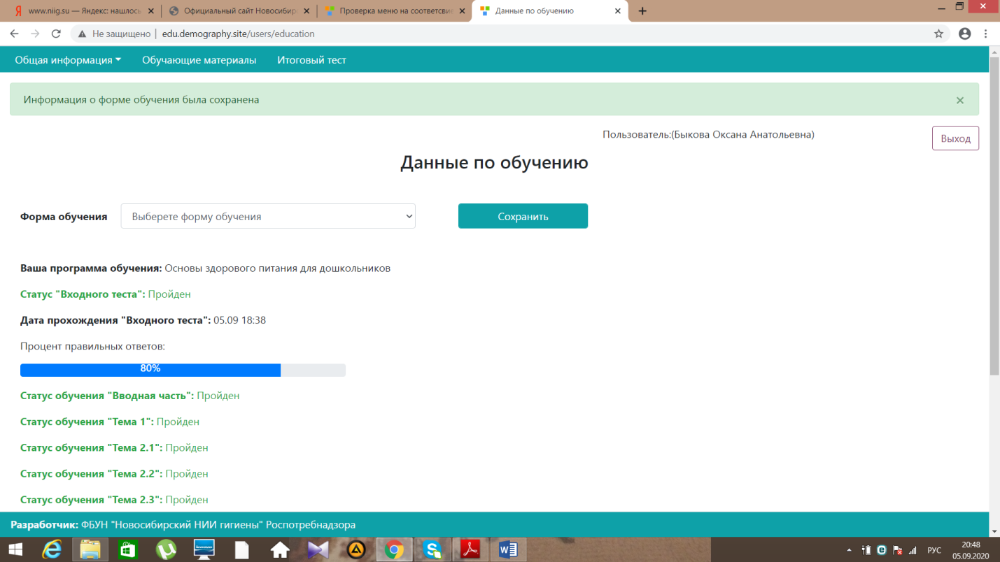 www.niig.su — Яндекс: нашлось
Официальный сайт Новосибир
Проверка меню на соответсвие
Данные по обучению
Не защищено | edu.demography.site/users/education
Общая информация
Обучающие материалы
Итоговый тест
Информация о форме обучения была сохранена
Пользователь:(Быкова Оксана Анатольевна)
Выход
Данные по обучению
Форма обучения
Выберете форму обучения
Сохранить
Ваша программа обучения: Основы здорового питания для дошкольников
Статус "Входного теста": Пройден
Дата прохождения "Входного теста": 05.09 18:38
Процент правильных ответов:
80%
Статус обучения "Вводная часть": Пройден
Статус обучения "Тема 1": Пройден
Статус обучения "Тема 2.1": Пройден
Статус обучения "Тема 2.2": Пройден
Статус обучения "Тема 2.3": Пройден
Разработчик: ФБУН "Новосибирский НИИ гигиены" Роспотребнадзора
РУС
20:48
05.09.2020